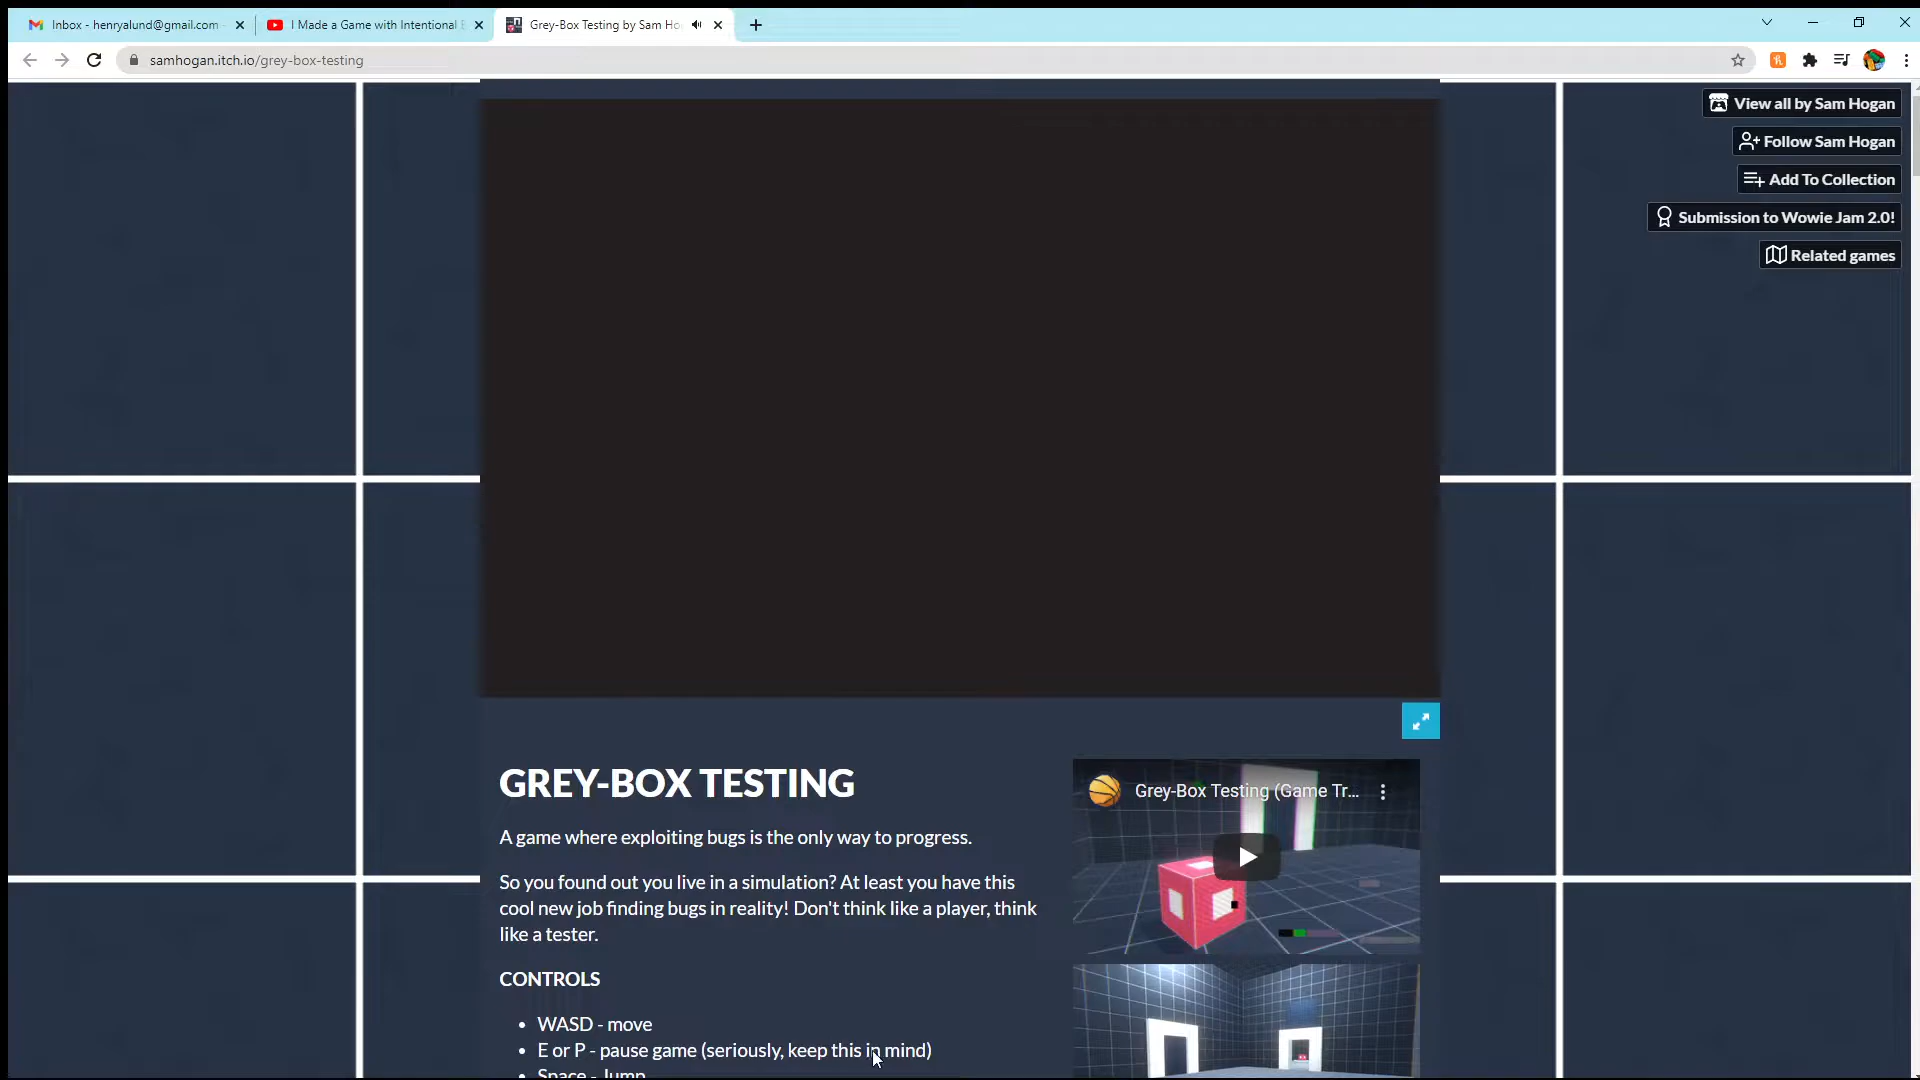 Inbox - henryalund@gmail.com -
I Made a Game with Intentional
Grey-Box Testing by Sam Ho
samhogan.itch.io/grey-box-testing
View all by Sam Hogan
Follow Sam Hogan
Add To Collection
Submission to Wowie Jam 2.0!
Related games
GREY-BOX TESTING
A game where exploiting bugs is the only way to progress.
So you found out you live in a simulation? At least you have this
cool new job finding bugs in reality! Don't think like a player, think
like a tester.
CONTROLS
• WASD - move
• E or P - pause game (seriously, keep this in mind)
• Space - Jump
Grey-Box Testing (Game Tr...